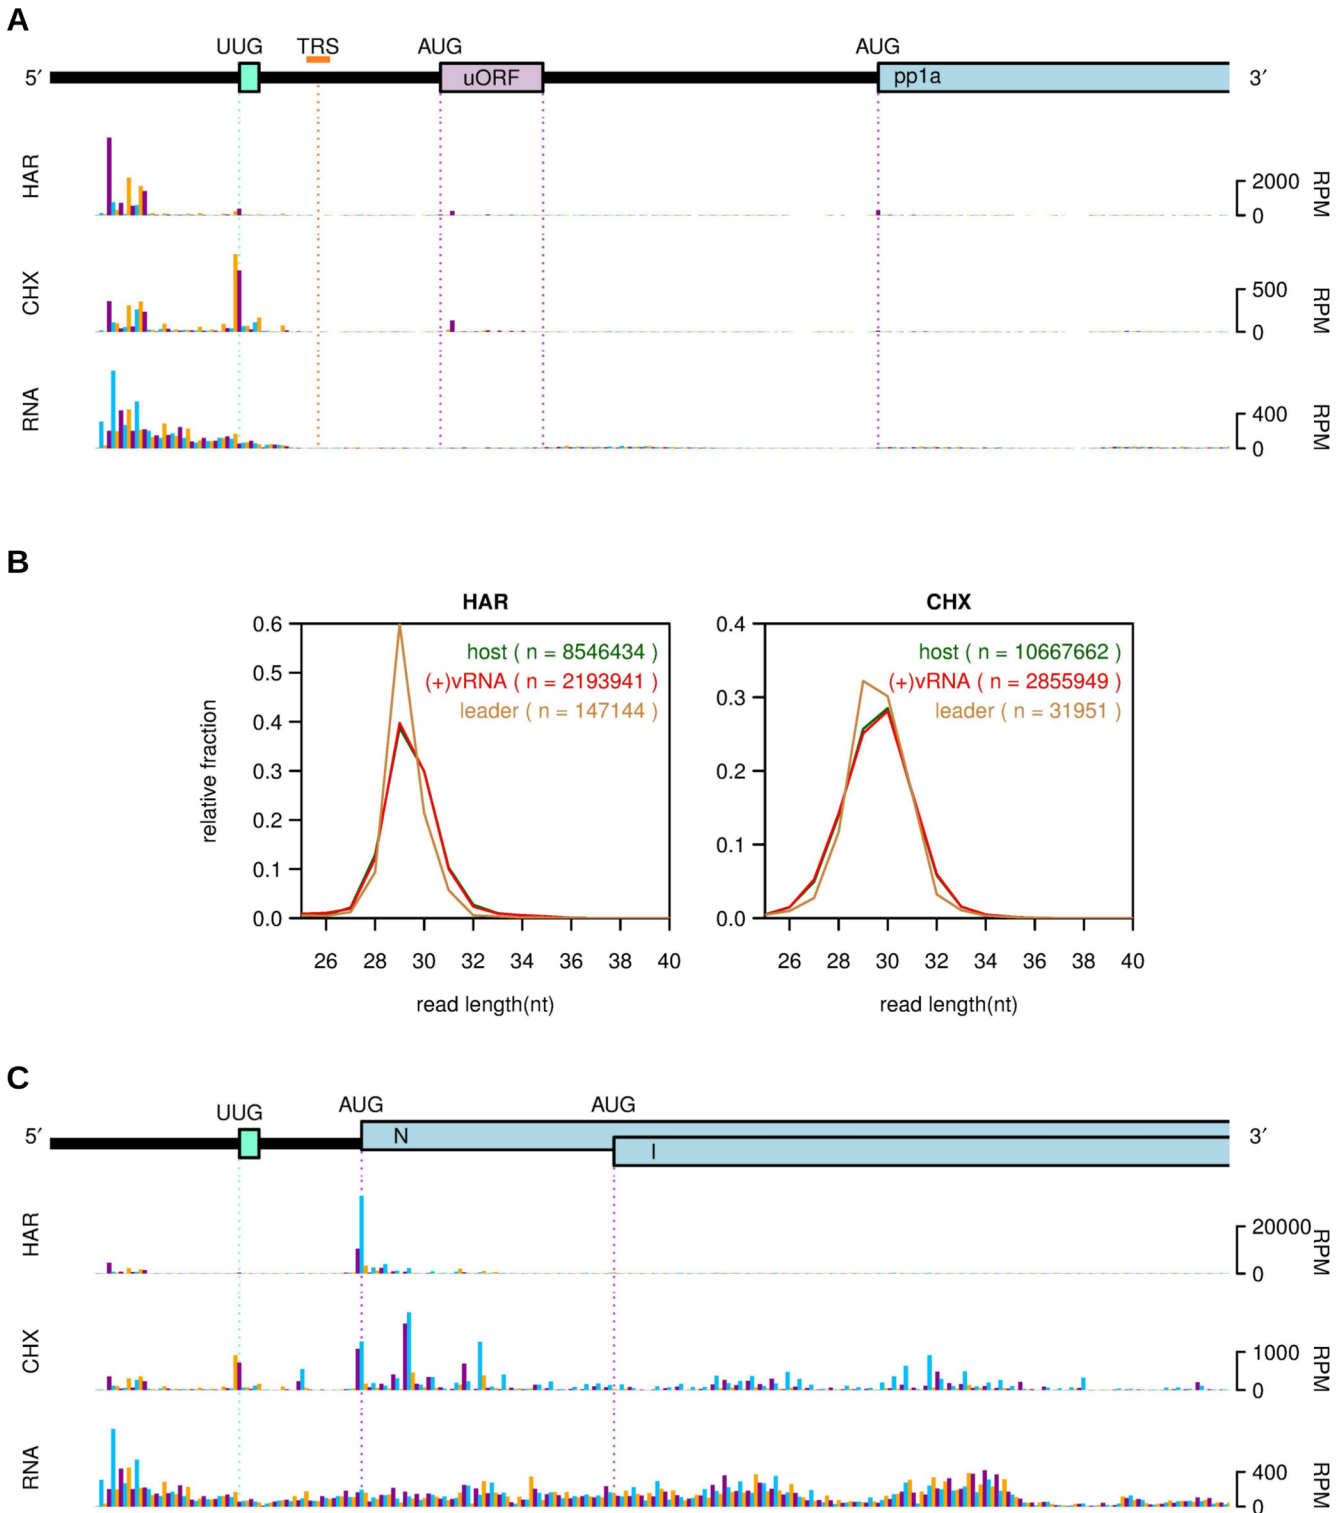 A
UUG TRS AUG AUG
5′ uORF pp1a 3′
HAR 2000 0 RPM
CHX 500 0 RPM
RNA 400 0 RPM
B
HAR CHX
0.6 0.5 0.4 0.3 0.2 0.1 0.0
relative fraction
host ( n = 8546434 )
(+)vRNA ( n = 2193941 )
leader ( n = 147144 )
26 28 30 32 34 36 38 40
read length(nt)
0.4 0.3 0.2 0.1 0.0
host ( n = 10667662 )
(+)vRNA ( n = 2855949 )
leader ( n = 31951 )
26 28 30 32 34 36 38 40
read length(nt)
C
UUG AUG AUG
5′ N I 3′
HAR 20000 0 RPM
CHX 1000 0 RPM
RNA 400 0 RPM